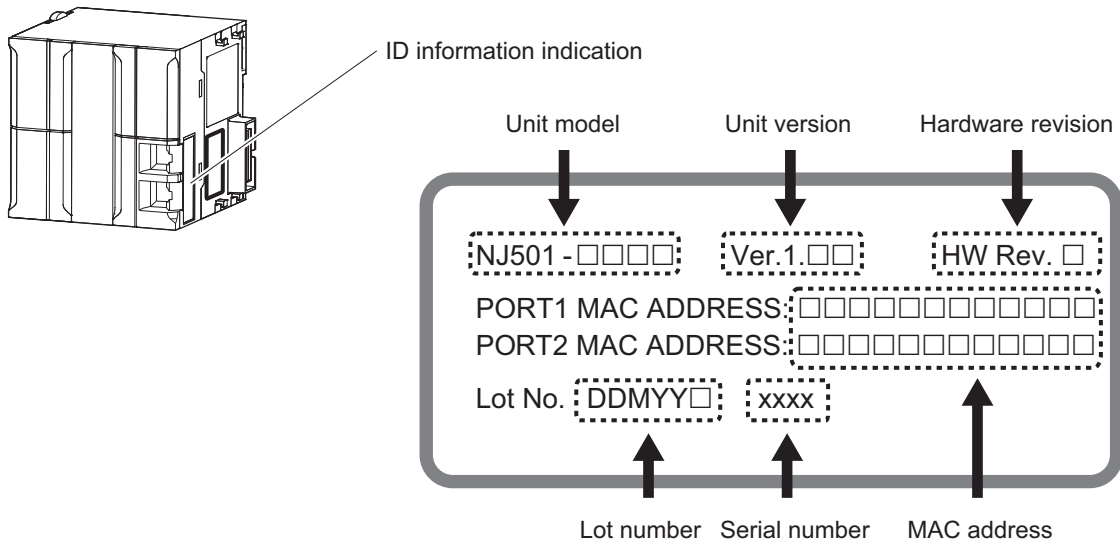 ID information indication
Unit model Unit version Hardware revision
NJ501-□□□□ Ver.1.□□ HW Rev. □
PORT1 MAC ADDRESS: □□□□□□□□□□□□
PORT2 MAC ADDRESS: □□□□□□□□□□□□
Lot No. DDMYY□ xxxx
Lot number Serial number MAC address